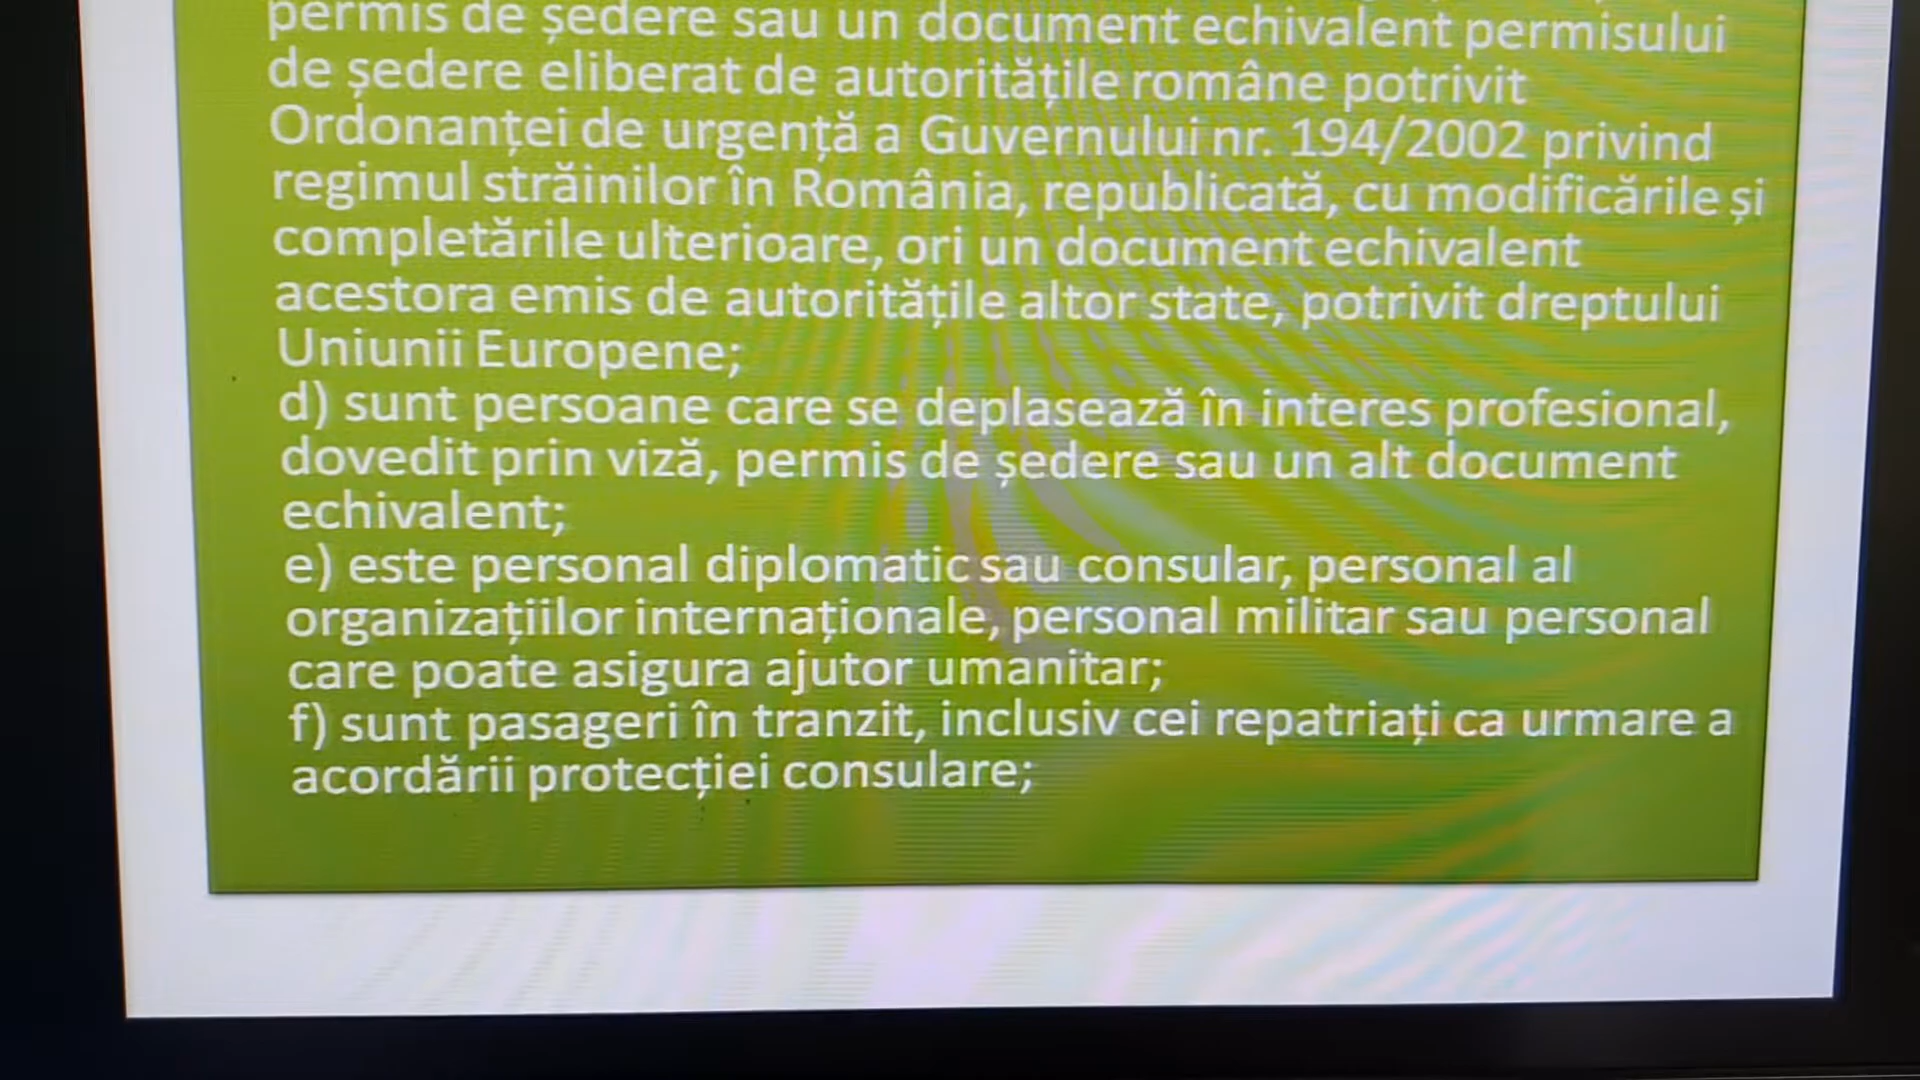 permis de ședere sau un document echivalent permisului
de ședere eliberat de autoritățile române potrivit
Ordonanței de urgență a Guvernului nr. 194/2002 privind
regimul străinilor în România, republicată, cu modificările și
completările ulterioare, ori un document echivalent
acestora emis de autoritățile altor state, potrivit dreptului
Uniunii Europene;
d) sunt persoane care se deplasează în interes profesional,
dovedit prin viză, permis de ședere sau un alt document
echivalent;
e) este personal diplomatic sau consular, personal al
organizațiilor internaționale, personal militar sau personal
care poate asigura ajutor umanitar;
f) sunt pasageri în tranzit, inclusiv cei repatriați ca urmare a
acordării protecției consulare;